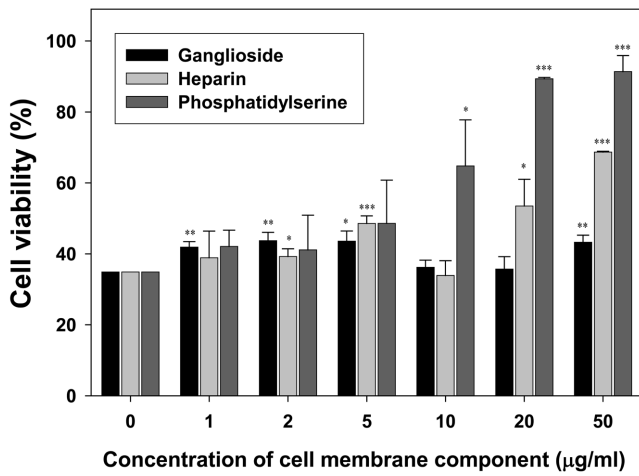 100
80
60
40
20
0
Cell viability (%)
Ganglioside
Heparin
Phosphatidylserine
** ** * * *** * * *** ** *** ***
0 1 2 5 10 20 50
Concentration of cell membrane component (μg/ml)